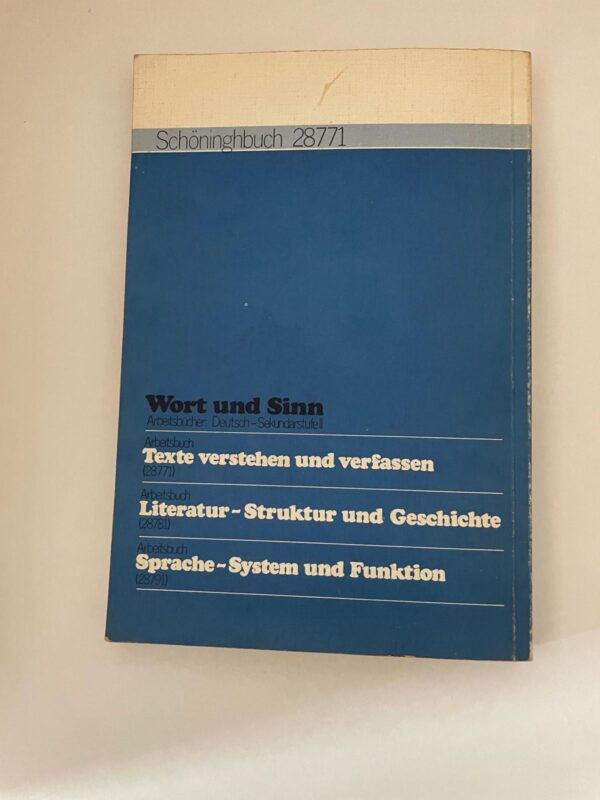 Schöninghbuch 28771
Wort und Sinn
Arbeitsbücher: Deutsch–Sekundarstufe II
Arbeitsbuch
Texte verstehen und verfassen
(28771)
Arbeitsbuch
Literatur–Struktur und Geschichte
(28781)
Arbeitsbuch
Sprache–System und Funktion
(28791)